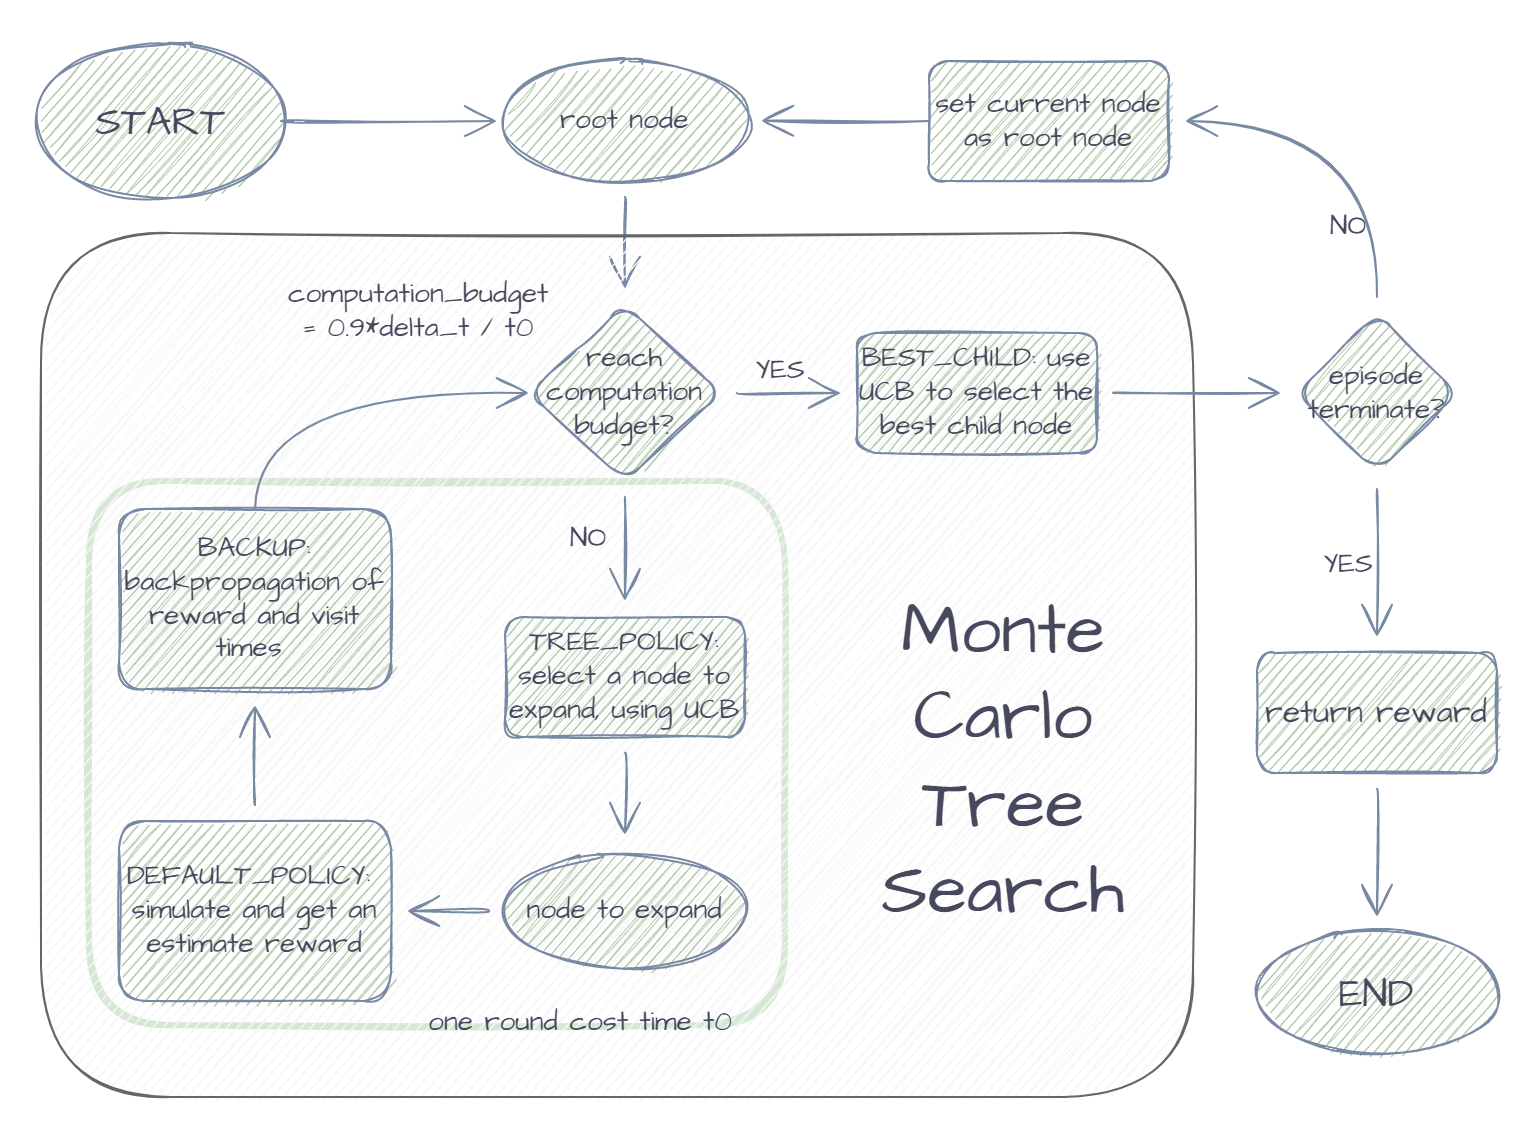 START
root node
set current node
as root node
NO
computation_budget
= 0.9*delta_t / t0
reach
computation
budget?
YES
BEST_CHILD: use
UCB to select the
best child node
episode
terminate?
BACKUP:
backpropagation of
reward and visit
times
NO
TREE_POLICY:
select a node to
expand, using UCB
YES
Monte
Carlo
Tree
Search
return reward
DEFAULT_POLICY:
simulate and get an
estimate reward
node to expand
END
one round cost time t0